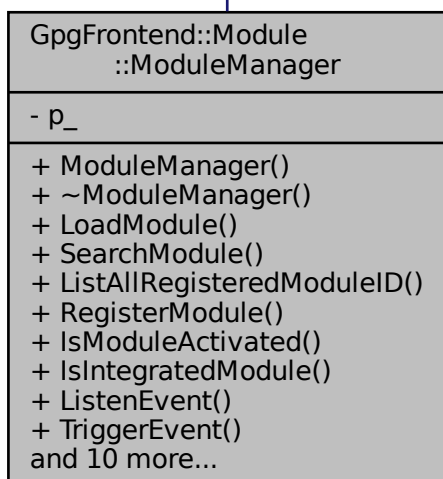 GpgFrontend::Module
::ModuleManager
- p_
+ ModuleManager()
+ ~ModuleManager()
+ LoadModule()
+ SearchModule()
+ ListAllRegisteredModuleID()
+ RegisterModule()
+ IsModuleActivated()
+ IsIntegratedModule()
+ ListenEvent()
+ TriggerEvent()
and 10 more...